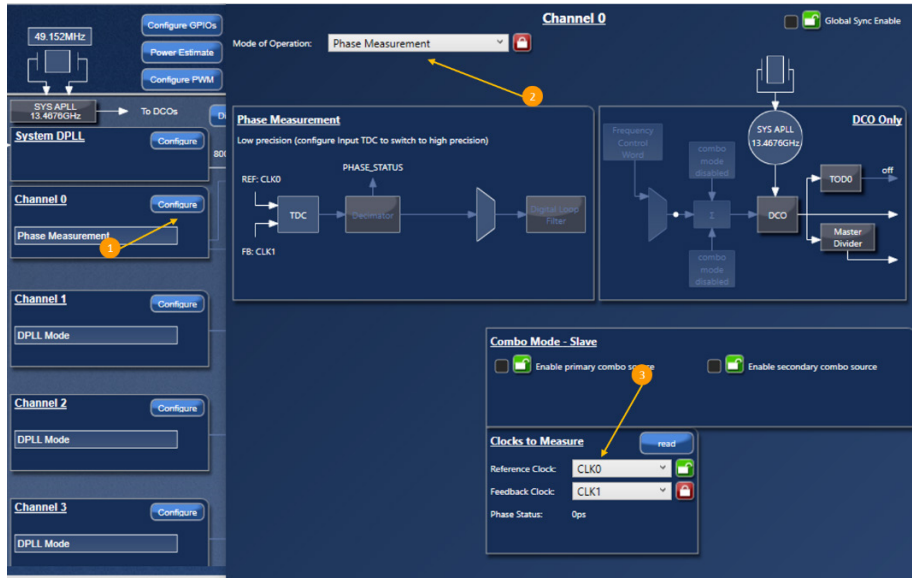 49.152MHz
Configure GPIOs
Power Estimate
Configure PWM
SYS APLL
13.4676GHz
To DCOs
System DPLL
Configure
800
Channel 0
Configure
Phase Measurement
1
Channel 1
Configure
DPLL Mode
Channel 2
Configure
DPLL Mode
Channel 3
Configure
DPLL Mode
Channel 0
Global Sync Enable
Mode of Operation:
Phase Measurement
2
Phase Measurement
Low precision (configure Input TDC to switch to high precision)
PHASE_STATUS
REF: CLK0
TDC
Decimator
Digital Loop
Filter
FB: CLK1
DCO Only
Frequency
Control
Word
combo
mode
disabled
SYS APLL
13.4676GHz
Σ
DCO
TOD0
off
Master
Divider
combo
mode
disabled
Combo Mode - Slave
Enable primary combo source
3
Enable secondary combo source
Clocks to Measure
read
Reference Clock:
CLK0
Feedback Clock:
CLK1
Phase Status:
0ps